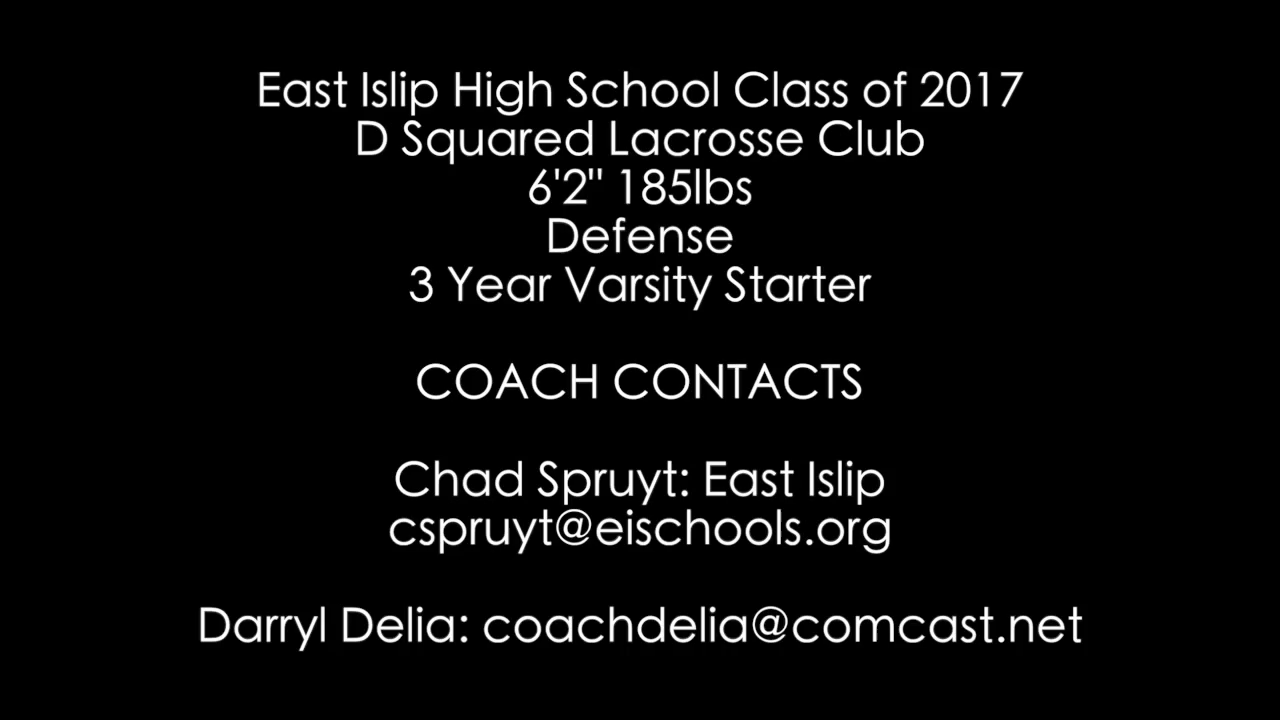 East Islip High School Class of 2017
D Squared Lacrosse Club
6'2" 185lbs
Defense
3 Year Varsity Starter
COACH CONTACTS
Chad Spruyt: East Islip
cspruyt@eischools.org
Darryl Delia: coachdelia@comcast.net